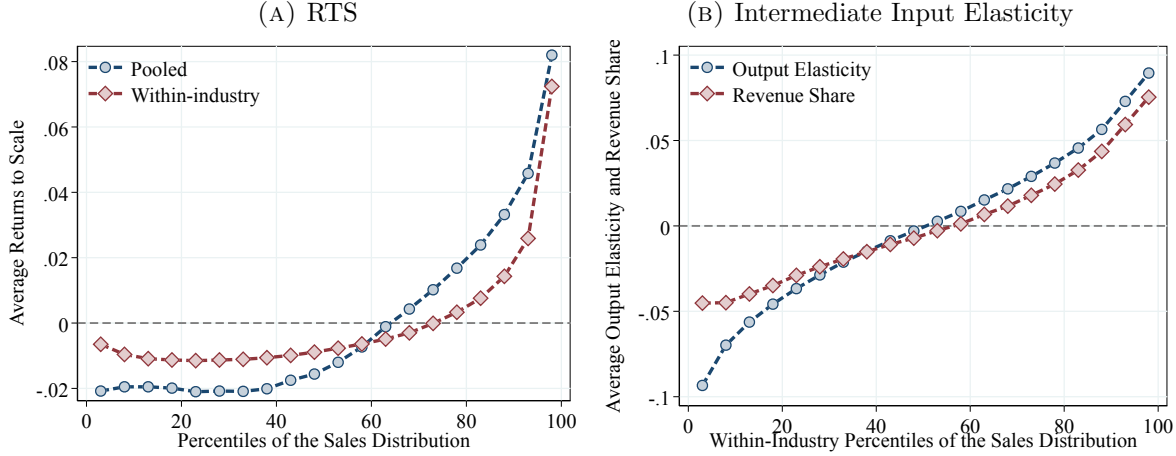 (A) RTS
Average Returns to Scale
.08
.06
.04
.02
0
-.02
Pooled
Within-industry
0 20 40 60 80 100
Percentiles of the Sales Distribution
(B) Intermediate Input Elasticity
Average Output Elasticity and Revenue Share
.1
0.05
0
-.05
-.1
Output Elasticity
Revenue Share
0 20 40 60 80 100
Within-Industry Percentiles of the Sales Distribution